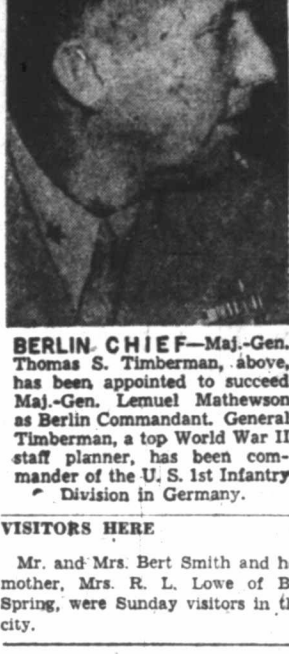 BERLIN CHIEF—Maj.-Gen.
Thomas S. Timberman, above,
has been appointed to succeed
Maj.-Gen. Lemuel Mathewson
as Berlin Commandant. General
Timberman, a top World War II
staff planner, has been com-
mander of the U. S. 1st Infantry
Division in Germany.
VISITORS HERE
Mr. and Mrs. Bert Smith and
mother, Mrs. R. L. Lowe of
Spring, were Sunday visitors in
city.